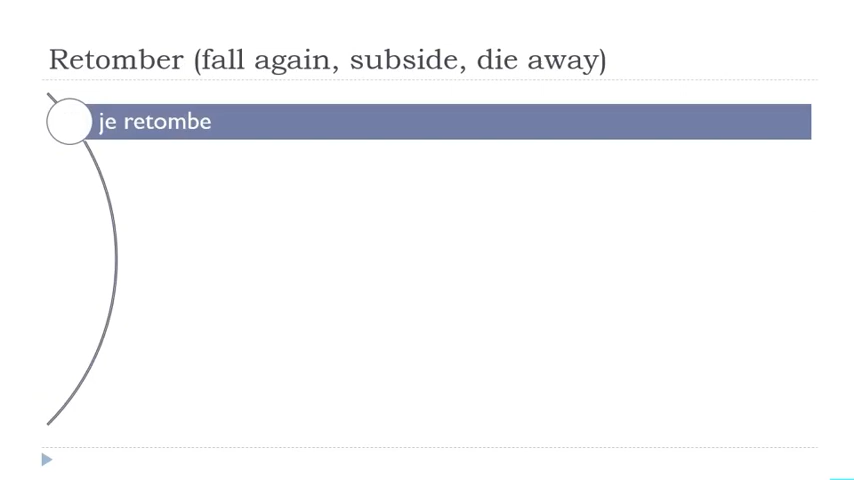 Retomber (fall again, subside, die away)
je retombe